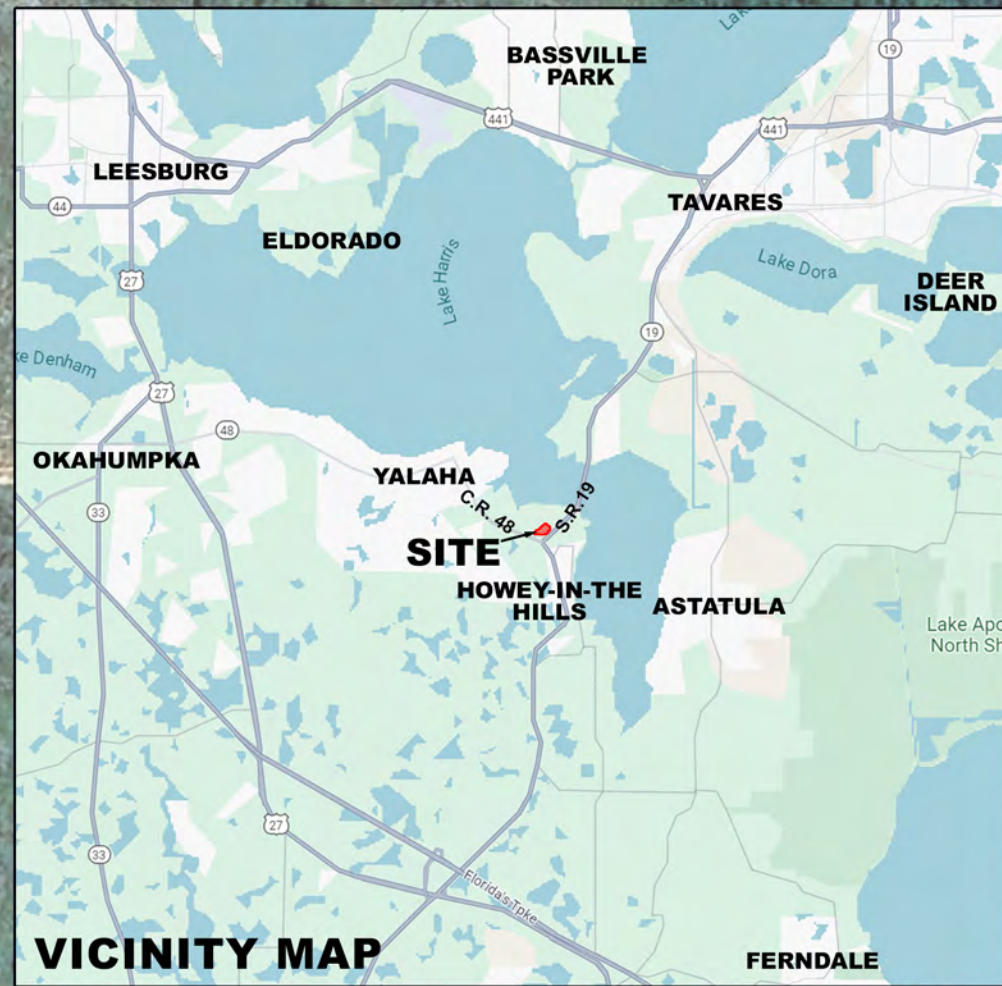 Lake
19
BASSVILLE
PARK
441
441
LEESBURG
44
TAVARES
ELDORADO
Lake Harris
Lake Dora
27
DEER
ISLAND
19
ke Denham
27
48
OKAHUMPKA
YALAHA
C.R. 48
S.R.19
33
SITE
HOWEY-IN-THE
HILLS
ASTATULA
Lake Apo
North Sh
27
33
Florida's Tpke
VICINITY MAP
FERNDALE